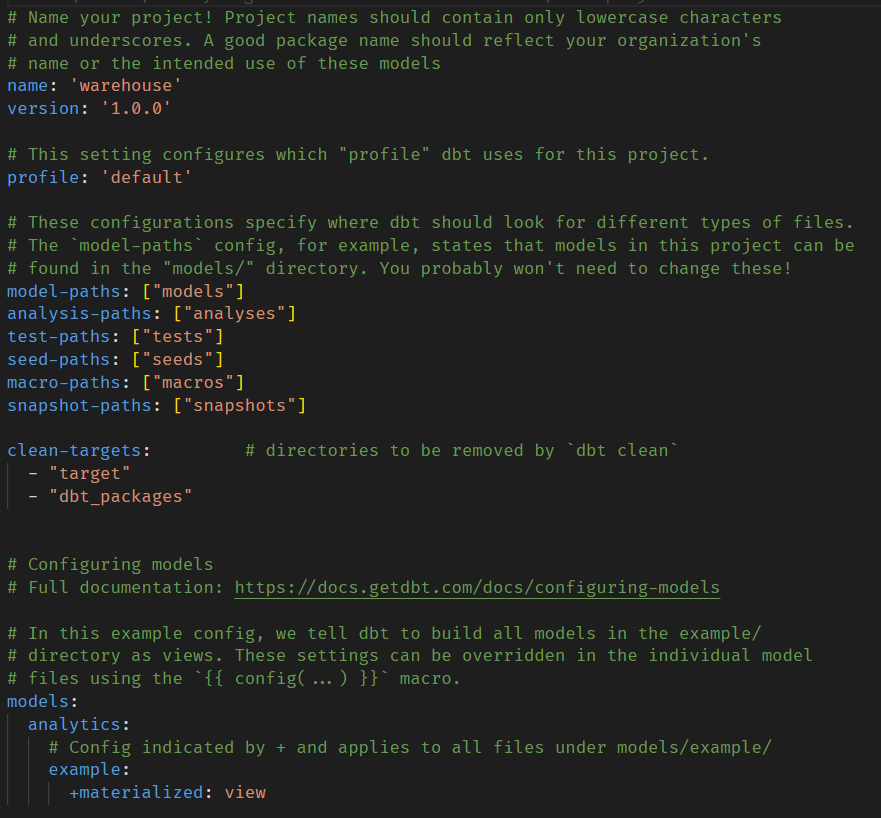 # Name your project! Project names should contain only lowercase characters
# and underscores. A good package name should reflect your organization's
# name or the intended use of these models
name: 'warehouse'
version: '1.0.0'
# This setting configures which "profile" dbt uses for this project.
profile: 'default'
# These configurations specify where dbt should look for different types of files.
# The `model-paths` config, for example, states that models in this project can be
# found in the "models/" directory. You probably won't need to change these!
model-paths: ["models"]
analysis-paths: ["analyses"]
test-paths: ["tests"]
seed-paths: ["seeds"]
macro-paths: ["macros"]
snapshot-paths: ["snapshots"]
clean-targets:         # directories to be removed by `dbt clean`
  - "target"
  - "dbt_packages"
# Configuring models
# Full documentation: https://docs.getdbt.com/docs/configuring-models
# In this example config, we tell dbt to build all models in the example/
# directory as views. These settings can be overridden in the individual model
# files using the `{{ config(...) }}` macro.
models:
  analytics:
    # Config indicated by + and applies to all files under models/example/
    example:
      +materialized: view